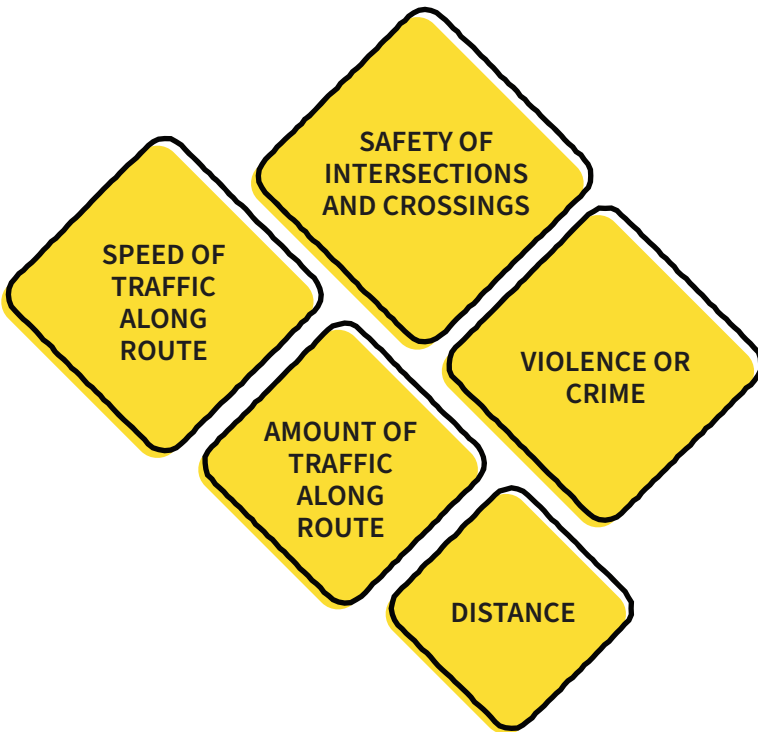 SAFETY OF
INTERSECTIONS
AND CROSSINGS
SPEED OF
TRAFFIC
ALONG
ROUTE
VIOLENCE OR
CRIME
AMOUNT OF
TRAFFIC
ALONG
ROUTE
DISTANCE